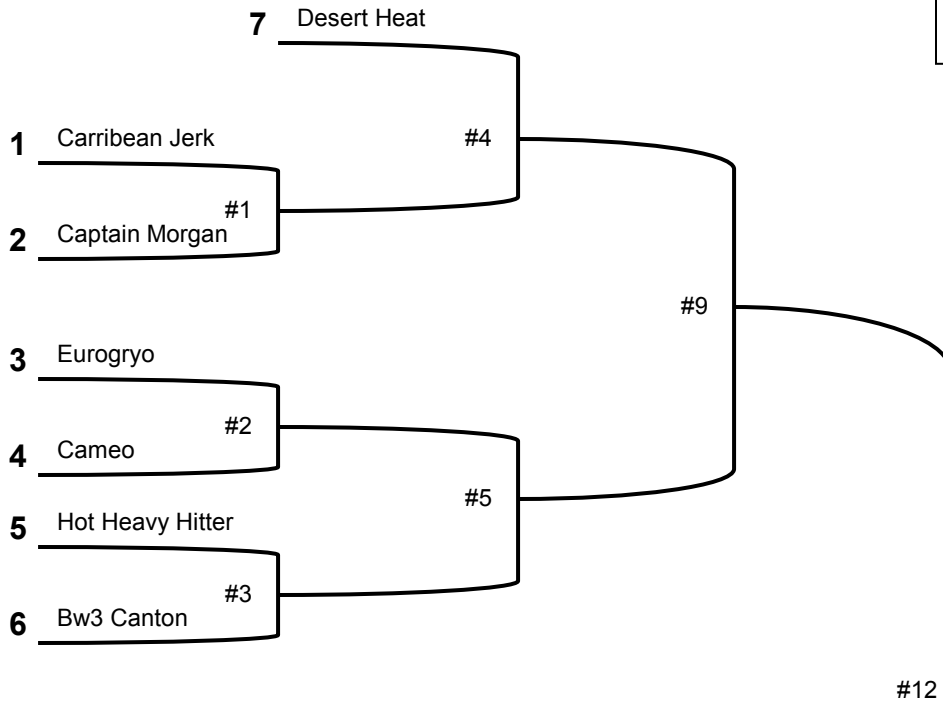 7 Desert Heat
1 Carribean Jerk
#4
#1
2 Captain Morgan
#9
3 Eurogryo
#2
4 Cameo
#5
5 Hot Heavy Hitter
#3
6 Bw3 Canton
#12